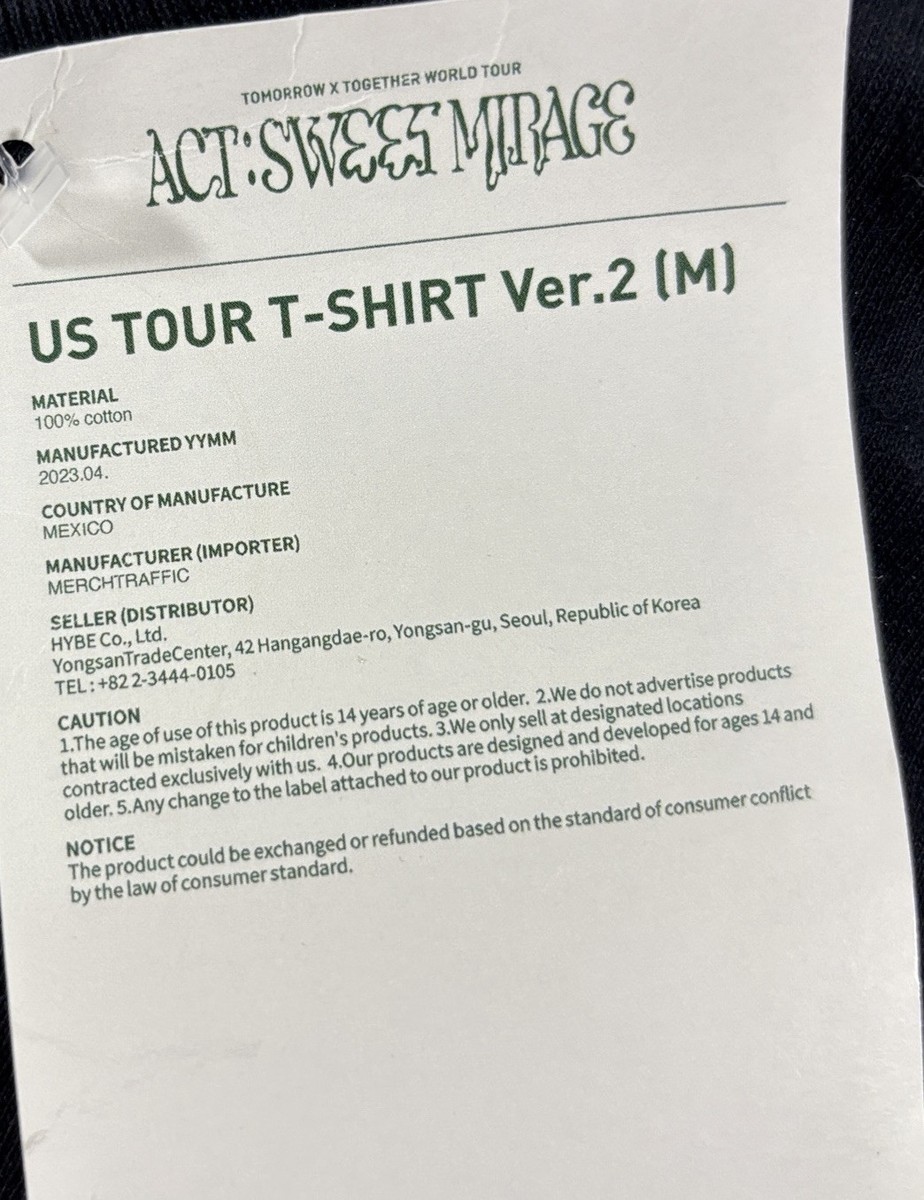 TOMORROW X TOGETHER WORLD TOUR
ACT:SWEET MIRAGE
US TOUR T-SHIRT Ver.2 (M)
MATERIAL
100% cotton
MANUFACTURED YYMM
2023.04.
COUNTRY OF MANUFACTURE
MEXICO
MANUFACTURER (IMPORTER)
MERCHTRAFFIC
SELLER (DISTRIBUTOR)
HYBE Co., Ltd.
YongsanTradeCenter, 42 Hangangdae-ro, Yongsan-gu, Seoul, Republic of Korea
TEL : +82 2-3444-0105
CAUTION
1.The age of use of this product is 14 years of age or older. 2.We do not advertise products
that will be mistaken for children's products. 3.We only sell at designated locations
contracted exclusively with us. 4.Our products are designed and developed for ages 14 and
older. 5.Any change to the label attached to our product is prohibited.
NOTICE
The product could be exchanged or refunded based on the standard of consumer conflict
by the law of consumer standard.